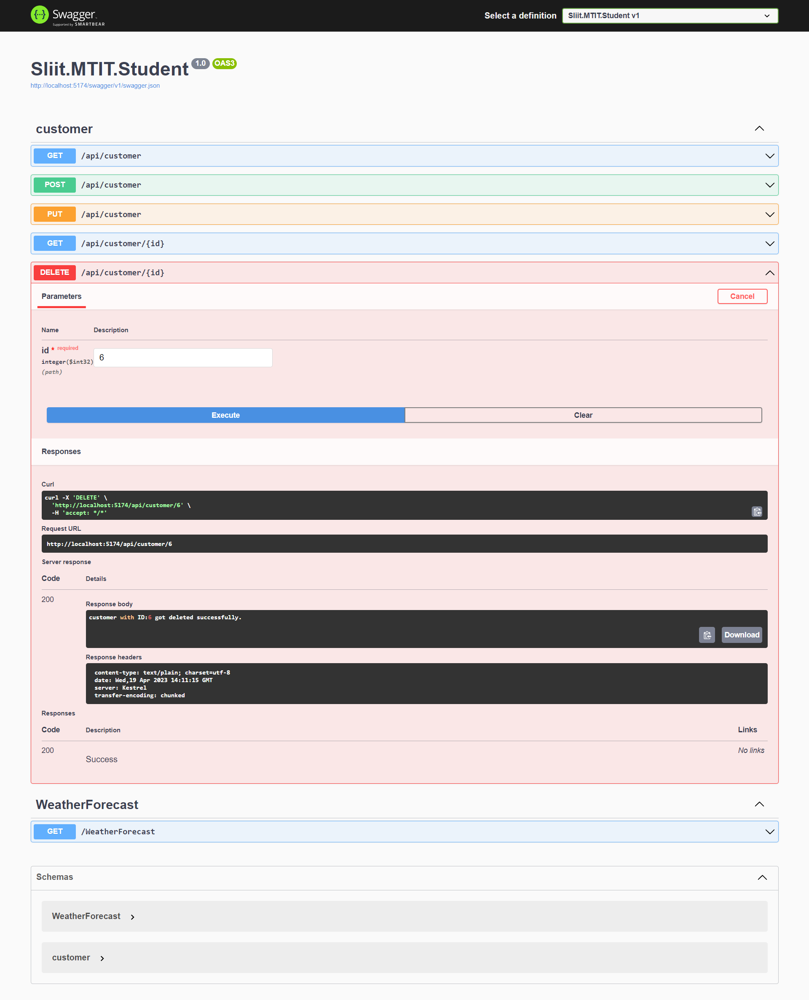 Swagger
Supported by SMARTBEAR
Select a definition
Sliit.MTIT.Student v1
Sliit.MTIT.Student 1.0 OAS3
http://localhost:5174/swagger/v1/swagger.json
customer
GET /api/customer
POST /api/customer
PUT /api/customer
GET /api/customer/{id}
DELETE /api/customer/{id}
Parameters
Cancel
Name Description
id * required
integer($int32)
(path)
6
Execute
Clear
Responses
Curl
curl -X 'DELETE' \
'http://localhost:5174/api/customer/6' \
-H 'accept: */*'
Request URL
http://localhost:5174/api/customer/6
Server response
Code Details
200
Response body
customer with ID:6 got deleted successfully.
Download
Response headers
content-type: text/plain; charset=utf-8
date: Wed,19 Apr 2023 14:11:15 GMT
server: Kestrel
transfer-encoding: chunked
Responses
Code Description Links
200
Success
No links
WeatherForecast
GET /WeatherForecast
Schemas
WeatherForecast
customer